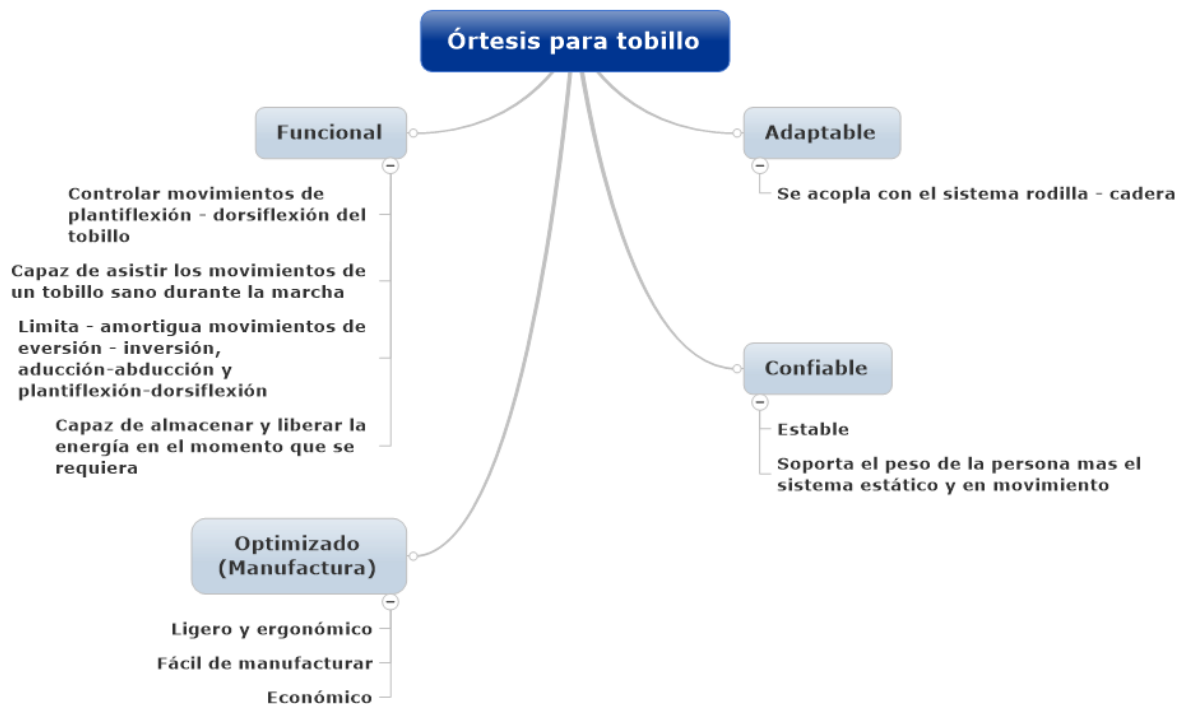 Órtesis para tobillo
Funcional
Controlar movimientos de
plantiflexión - dorsiflexión del
tobillo
Capaz de asistir los movimientos de
un tobillo sano durante la marcha
Limita - amortigua movimientos de
eversión - inversión,
aducción-abducción y
plantiflexión-dorsiflexión
Capaz de almacenar y liberar la
energía en el momento que se
requiera
Optimizado
(Manufactura)
Ligero y ergonómico
Fácil de manufacturar
Económico
Adaptable
Se acopla con el sistema rodilla - cadera
Confiable
Estable
Soporta el peso de la persona mas el
sistema estático y en movimiento